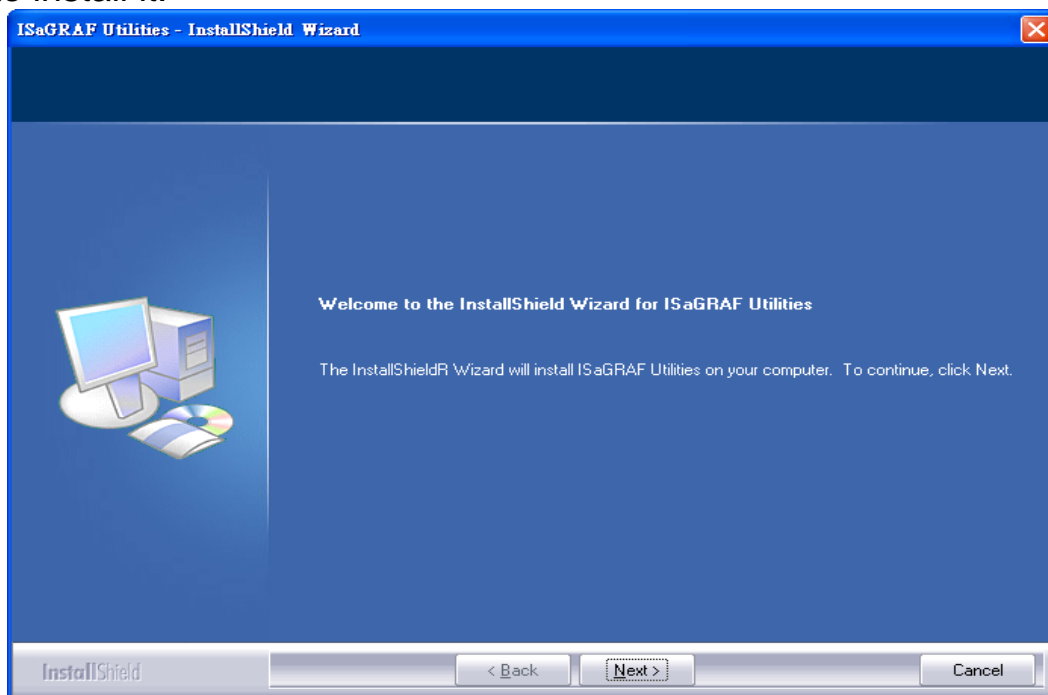 ISaGRAF Utilities - InstallShield Wizard
Welcome to the InstallShield Wizard for ISaGRAF Utilities
The InstallShieldR Wizard will install ISaGRAF Utilities on your computer. To continue, click Next.
InstallShield
< Back
Next >
Cancel